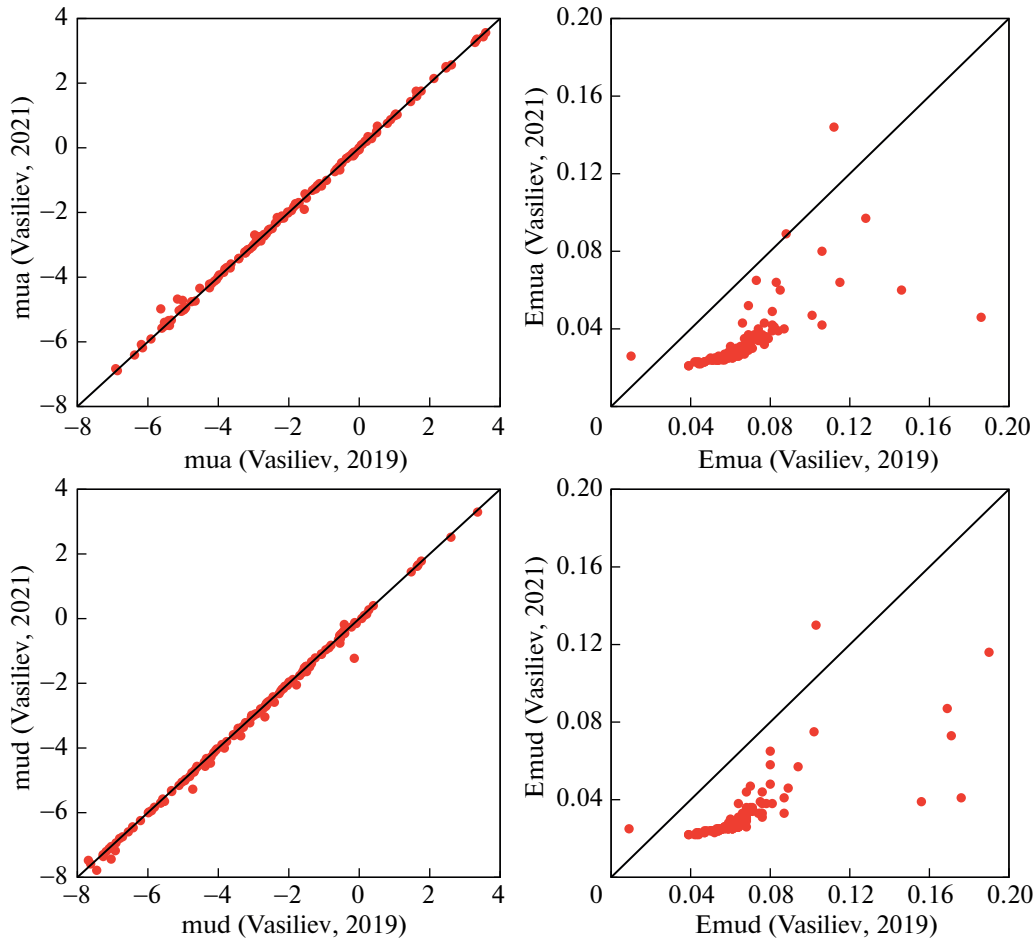 4
2
0
−2
−4
−6
−8
mua (Vasiliev, 2021)
−8 −6 −4 −2 0 2 4
mua (Vasiliev, 2019)
0.20
0.16
0.12
0.08
0.04
Emua (Vasiliev, 2021)
0 0.04 0.08 0.12 0.16 0.20
Emua (Vasiliev, 2019)
4
2
0
−2
−4
−6
−8
mud (Vasiliev, 2021)
−8 −6 −4 −2 0 2 4
mud (Vasiliev, 2019)
0.20
0.16
0.12
0.08
0.04
Emud (Vasiliev, 2021)
0 0.04 0.08 0.12 0.16 0.20
Emud (Vasiliev, 2019)